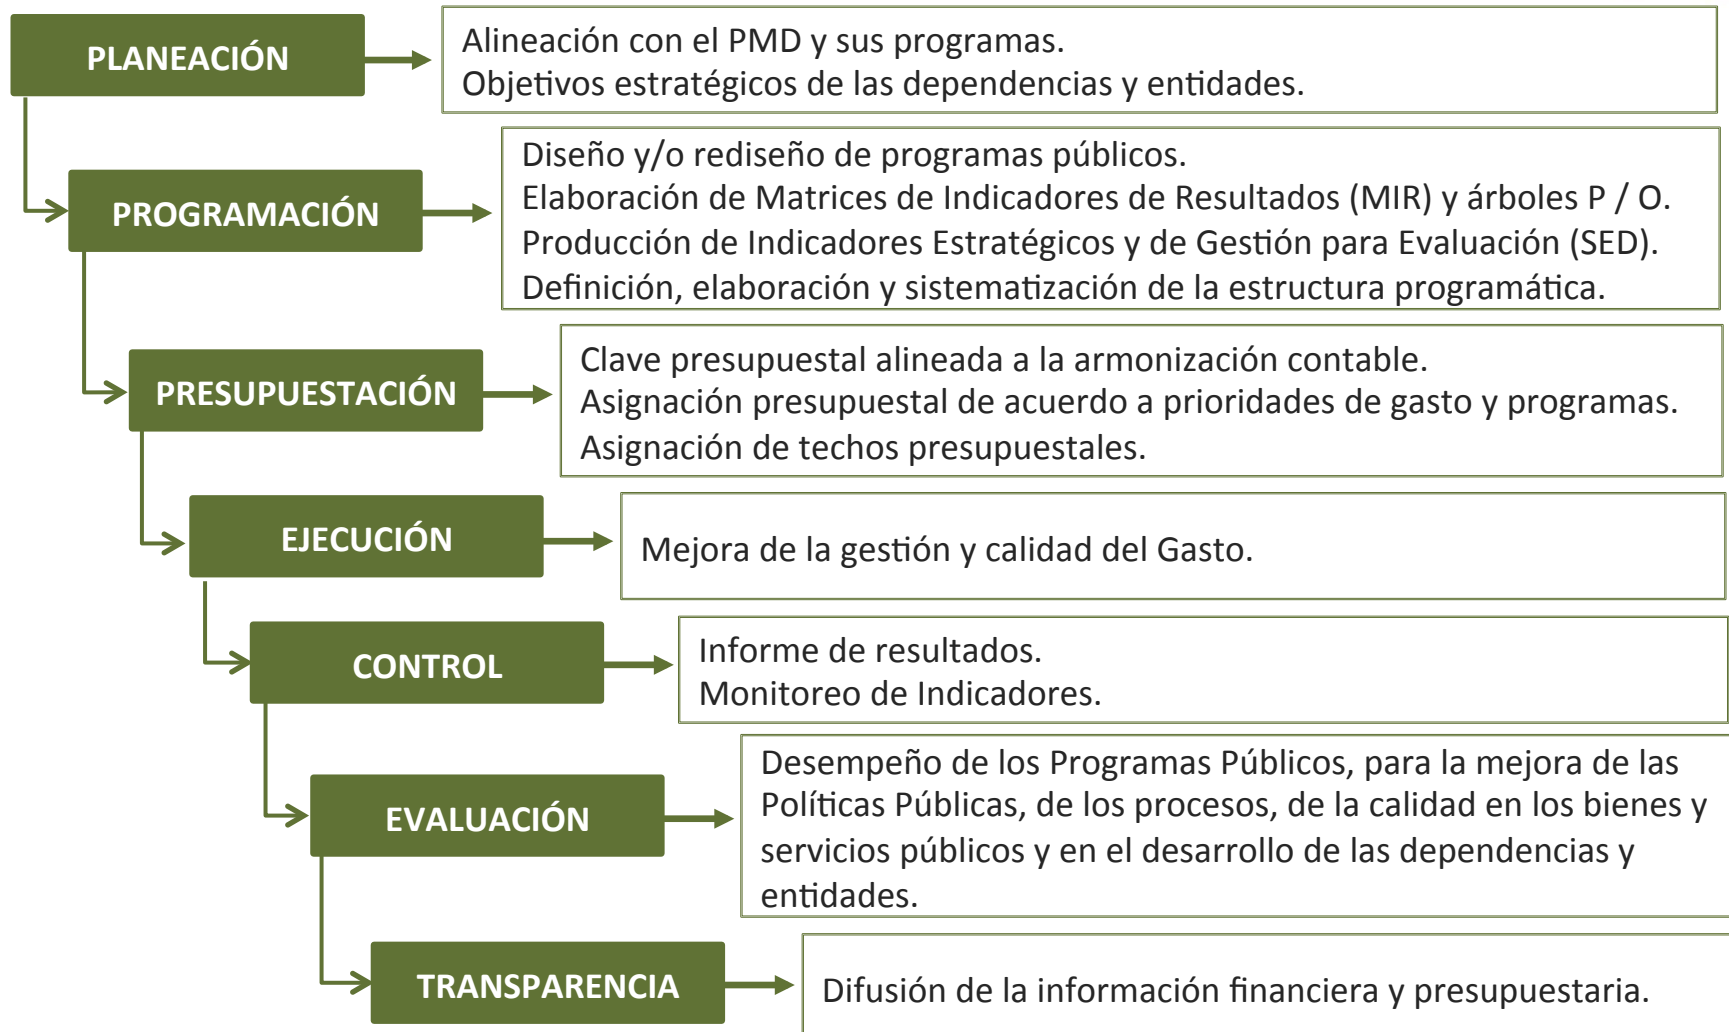 PLANEACIÓN
Alineación con el PMD y sus programas.
Objetivos estratégicos de las dependencias y entidades.
PROGRAMACIÓN
Diseño y/o rediseño de programas públicos.
Elaboración de Matrices de Indicadores de Resultados (MIR) y árboles P / O.
Producción de Indicadores Estratégicos y de Gestión para Evaluación (SED).
Definición, elaboración y sistematización de la estructura programática.
PRESUPUESTACIÓN
Clave presupuestal alineada a la armonización contable.
Asignación presupuestal de acuerdo a prioridades de gasto y programas.
Asignación de techos presupuestales.
EJECUCIÓN
Mejora de la gestión y calidad del Gasto.
CONTROL
Informe de resultados.
Monitoreo de Indicadores.
EVALUACIÓN
Desempeño de los Programas Públicos, para la mejora de las
Políticas Públicas, de los procesos, de la calidad en los bienes y
servicios públicos y en el desarrollo de las dependencias y
entidades.
TRANSPARENCIA
Difusión de la información financiera y presupuestaria.